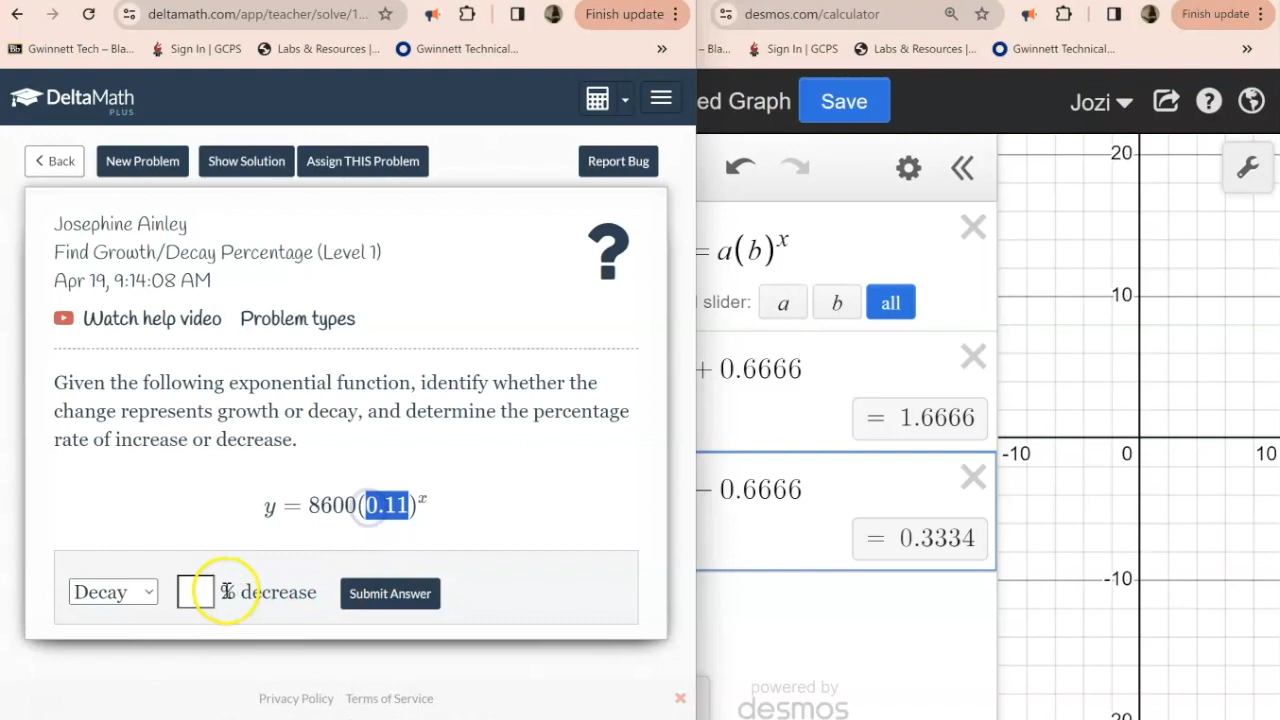 deltamath.com/app/teacher/solve/1...
Finish update
desmos.com/calculator
Finish update
Bb Gwinnett Tech – Bla...
Sign In | GCPS
Labs & Resources |...
Gwinnett Technical...
»
– Bla...
Sign In | GCPS
Labs & Resources |...
Gwinnett Technical...
»
DeltaMath
PLUS
ed Graph
Save
Jozi
Back
New Problem
Show Solution
Assign THIS Problem
Report Bug
Josephine Ainley
Find Growth/Decay Percentage (Level 1)
Apr 19, 9:14:08 AM
?
Watch help video
Problem types
Given the following exponential function, identify whether the
change represents growth or decay, and determine the percentage
rate of increase or decrease.
y = 8600(0.11)^x
Decay
% decrease
Submit Answer
Privacy Policy
Terms of Service
= a(b)^x
slider:
a
b
all
+ 0.6666
= 1.6666
– 0.6666
= 0.3334
powered by
desmos
20
10
-10
0
10
-10
20